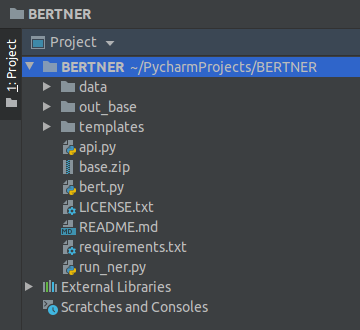 BERTNER
1: Project
Project
BERTNER ~/PycharmProjects/BERTNER
data
out_base
templates
api.py
base.zip
bert.py
LICENSE.txt
README.md
requirements.txt
run_ner.py
External Libraries
Scratches and Consoles